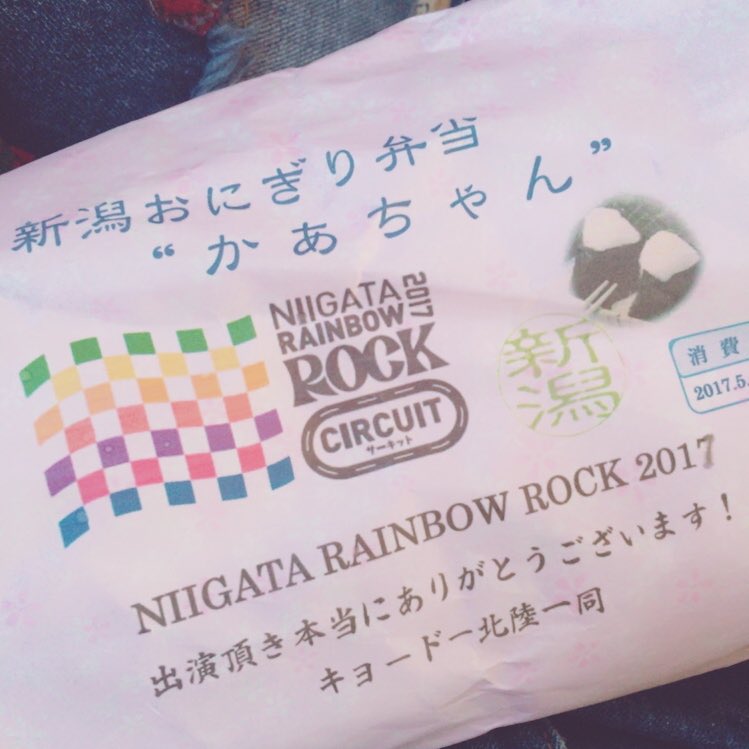 新潟おにぎり弁当
“かあちゃん”
NIIGATA
RAINBOW
ROCK
2017
CIRCUIT
サーキット
新潟
消費
2017.5.
NIIGATA RAINBOW ROCK 2017
出演頂き本当にありがとうございます！
キョードー北陸一同